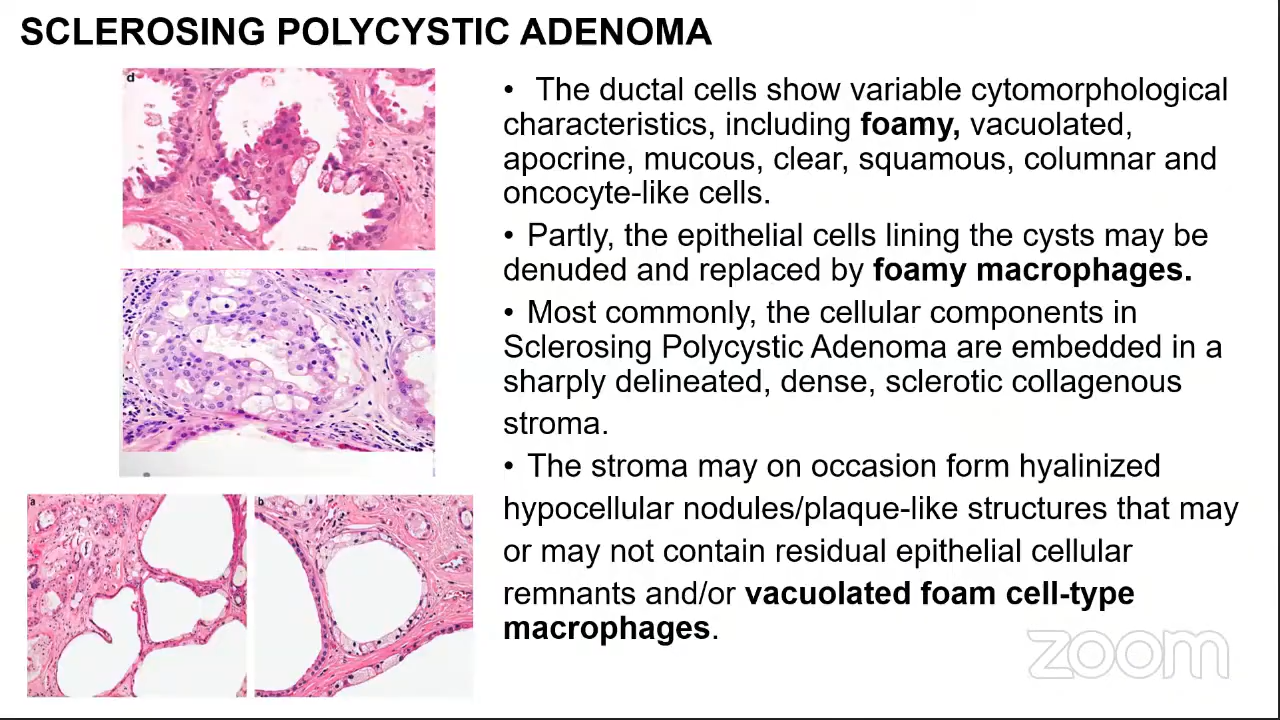 SCLEROSING POLYCYSTIC ADENOMA
d
• The ductal cells show variable cytomorphological
characteristics, including foamy, vacuolated,
apocrine, mucous, clear, squamous, columnar and
oncocyte-like cells.
• Partly, the epithelial cells lining the cysts may be
denuded and replaced by foamy macrophages.
• Most commonly, the cellular components in
Sclerosing Polycystic Adenoma are embedded in a
sharply delineated, dense, sclerotic collagenous
stroma.
• The stroma may on occasion form hyalinized
hypocellular nodules/plaque-like structures that may
or may not contain residual epithelial cellular
remnants and/or vacuolated foam cell-type
macrophages.
a
b
zoom